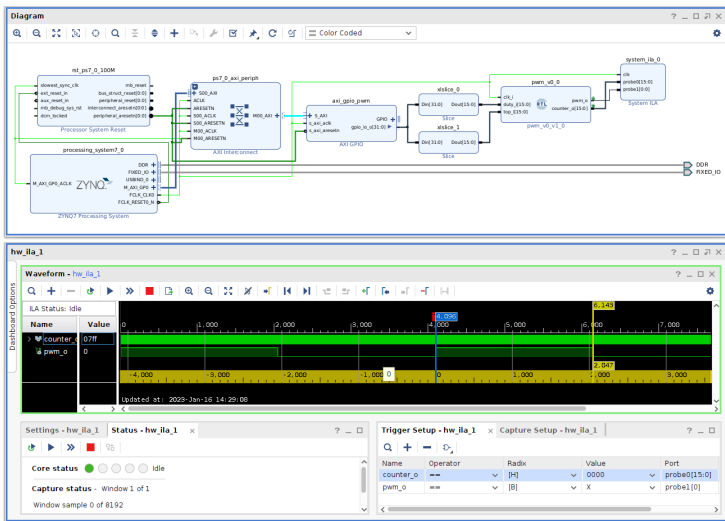 Diagram
Color Coded
rst_ps7_0_100M
slowest_sync_clk
ext_reset_in
aux_reset_in
mb_debug_sys_rst
dcm_locked
mb_reset
bus_struct_reset[0:0]
peripheral_reset[0:0]
interconnect_aresetn[0:0]
peripheral_aresetn[0:0]
Processor System Reset
ps7_0_axi_periph
S00_AXI
ACLK
ARESETN
S00_ACLK
S00_ARESETN
M00_ACLK
M00_ARESETN
M00_AXI
AXI Interconnect
axi_gpio_pwm
S_AXI
s_axi_aclk
s_axi_aresetn
GPIO
gpio_io_o[31:0]
AXI GPIO
xlslice_0
Din[31:0] Dout[15:0]
Slice
xlslice_1
Din[31:0] Dout[15:0]
Slice
pwm_v0_0
clk_i
duty_i[15:0]
top_i[15:0]
RTL
pwm_o
counter_o[15:0]
pwm_v0_v1_0
system_ila_0
clk
probe0[15:0]
probe1[0:0]
System ILA
processing_system7_0
M_AXI_GP0_ACLK
ZYNQ
DDR
FIXED_IO
USBIND_0
M_AXI_GP0
FCLK_CLK0
FCLK_RESET0_N
ZYNQ7 Processing System
DDR
FIXED_IO
hw_ila_1
Dashboard Options
Waveform - hw_ila_1
ILA Status: Idle
Name Value
counter_o 07ff
pwm_o 0
6,143
4,096
0 1,000 2,000 3,000 4,000 5,000 6,000 7,000
2,047
-4,000 -3,000 -2,000 -1,000 0 0 1,000 2,000 3,000
Updated at: 2023-Jan-16 14:29:08
Settings - hw_ila_1 Status - hw_ila_1
Core status Idle
Capture status - Window 1 of 1
Window sample 0 of 8192
Trigger Setup - hw_ila_1 Capture Setup - hw_ila_1
Name Operator Radix Value Port
counter_o == [H] 0000 probe0[15:0]
pwm_o == [B] X probe1[0]